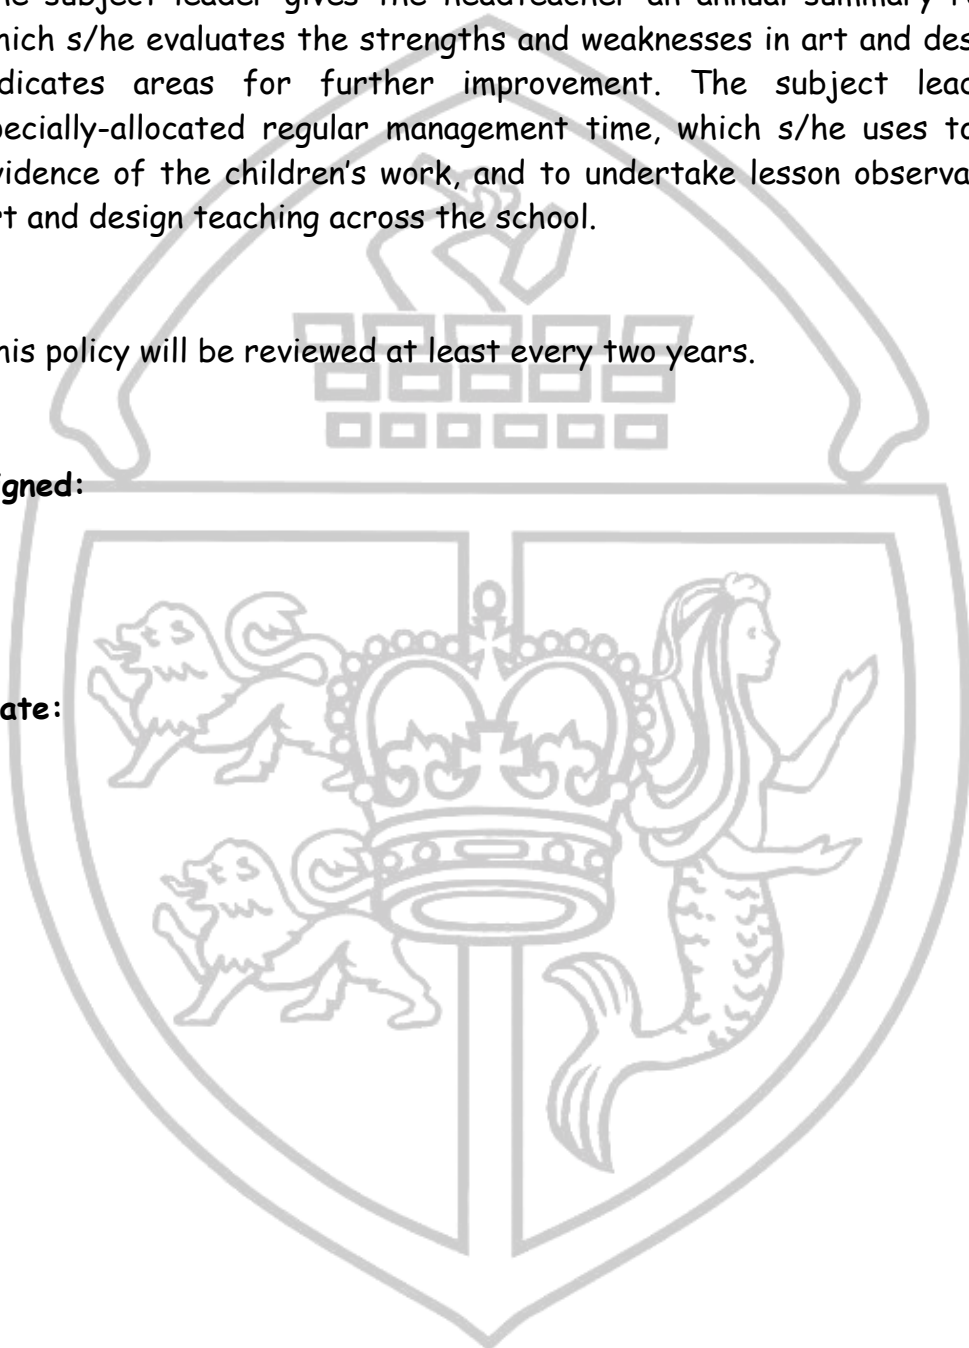 he subject leader gives the headteacher an annual summary re
hich s/he evaluates the strengths and weaknesses in art and des
dicates areas for further improvement. The subject leac
pecially-allocated regular management time, which s/he uses to
vidence of the children's work, and to undertake lesson observa
rt and design teaching across the school.
his policy will be reviewed at least every two years.
igned:
ate: